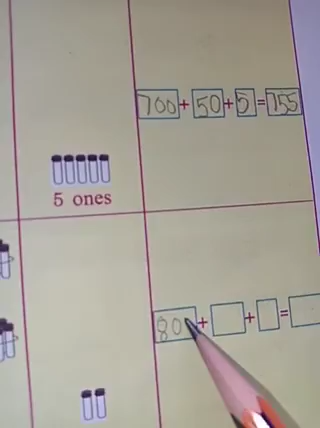 700 + 50 + 5 = 755
5 ones
80 + + =